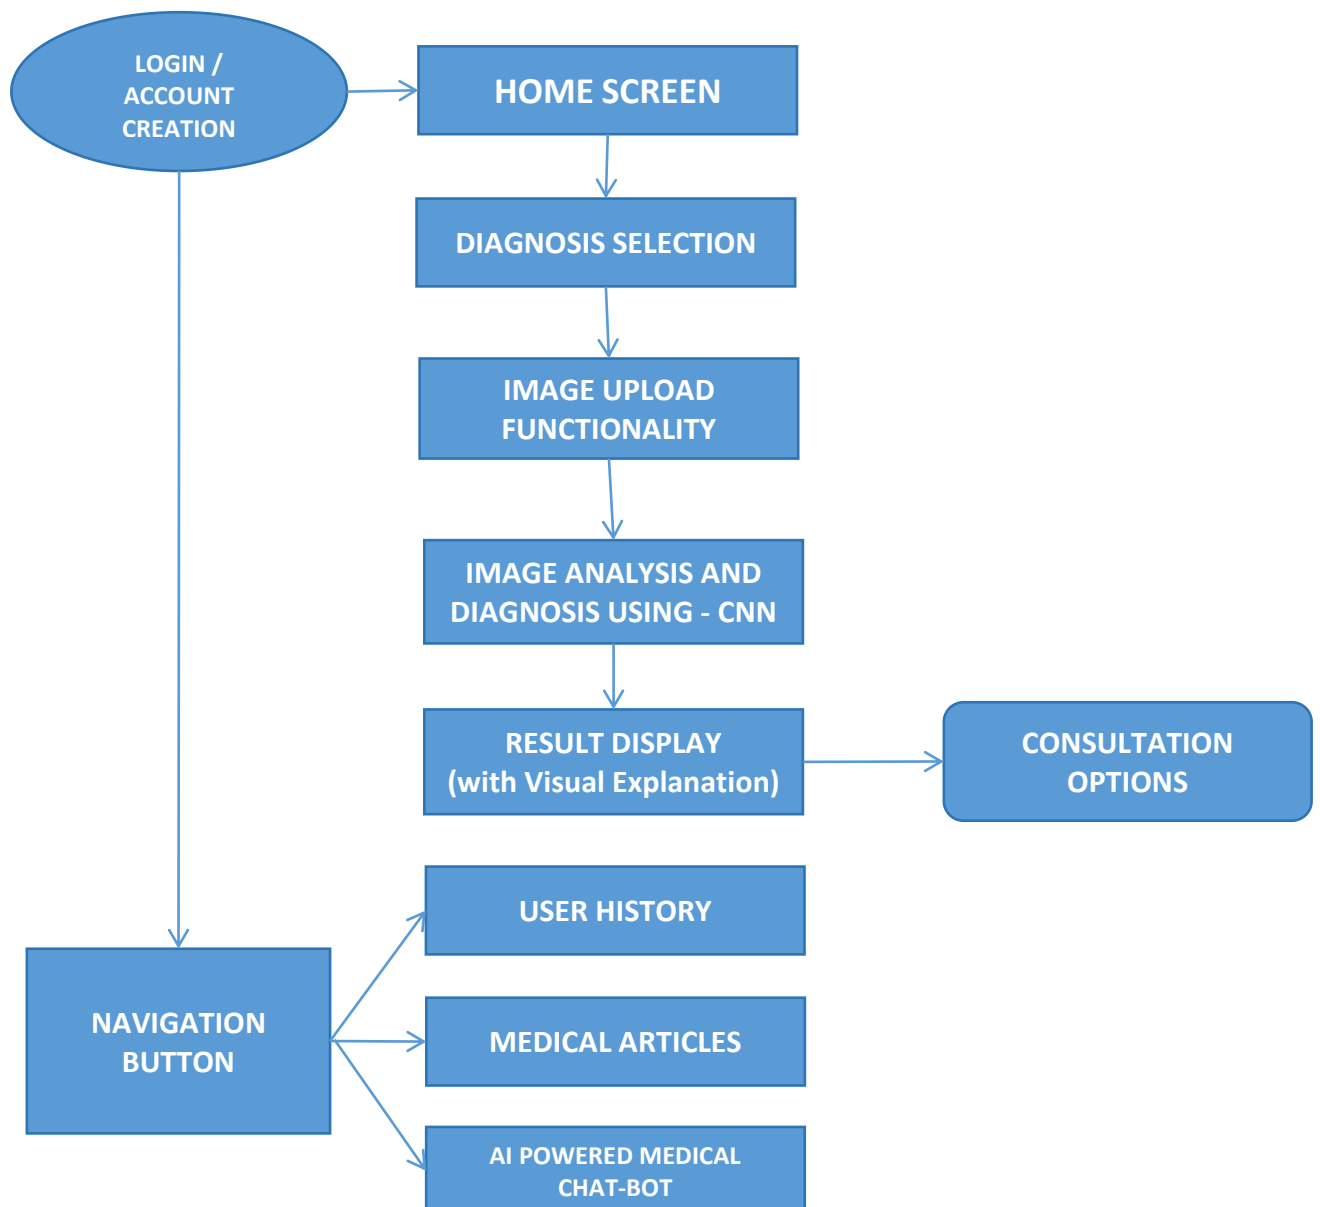 LOGIN /
ACCOUNT
CREATION
HOME SCREEN
DIAGNOSIS SELECTION
IMAGE UPLOAD
FUNCTIONALITY
IMAGE ANALYSIS AND
DIAGNOSIS USING - CNN
RESULT DISPLAY
(with Visual Explanation)
CONSULTATION
OPTIONS
USER HISTORY
NAVIGATION
BUTTON
MEDICAL ARTICLES
AI POWERED MEDICAL
CHAT-BOT